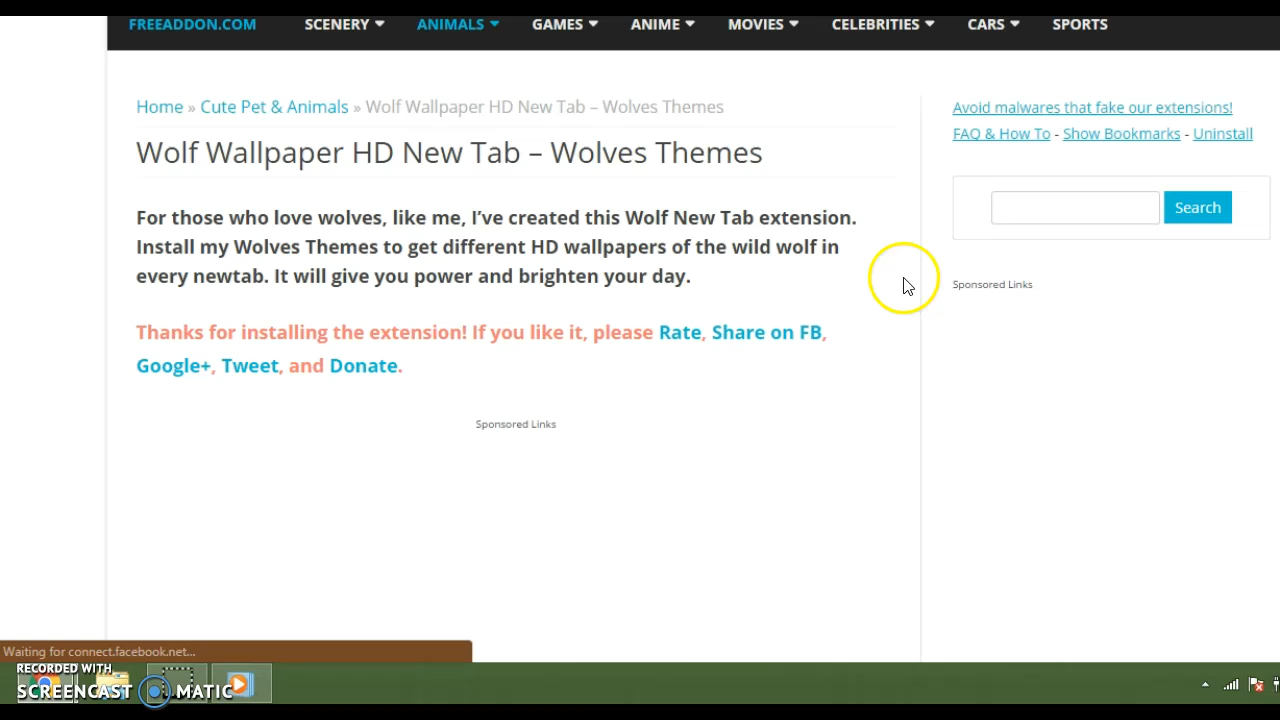 FREEADDON.COM SCENERY ANIMALS GAMES ANIME MOVIES CELEBRITIES CARS SPORTS
Home » Cute Pet & Animals » Wolf Wallpaper HD New Tab – Wolves Themes
Wolf Wallpaper HD New Tab – Wolves Themes
For those who love wolves, like me, I've created this Wolf New Tab extension.
Install my Wolves Themes to get different HD wallpapers of the wild wolf in
every newtab. It will give you power and brighten your day.
Thanks for installing the extension! If you like it, please Rate, Share on FB,
Google+, Tweet, and Donate.
Sponsored Links
Avoid malwares that fake our extensions!
FAQ & How To - Show Bookmarks - Uninstall
Search
Sponsored Links
Waiting for connect.facebook.net...
RECORDED WITH
SCREENCAST MATIC